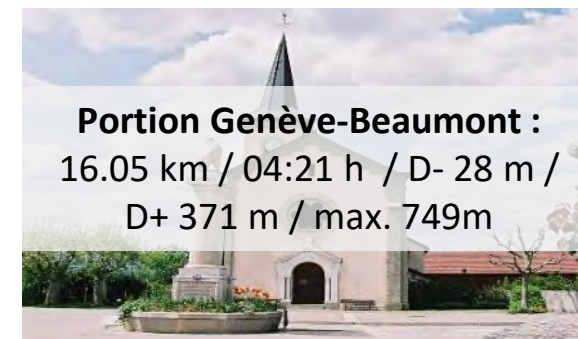 Portion Genève-Beaumont :
16.05 km / 04:21 h / D- 28 m /
D+ 371 m / max. 749m